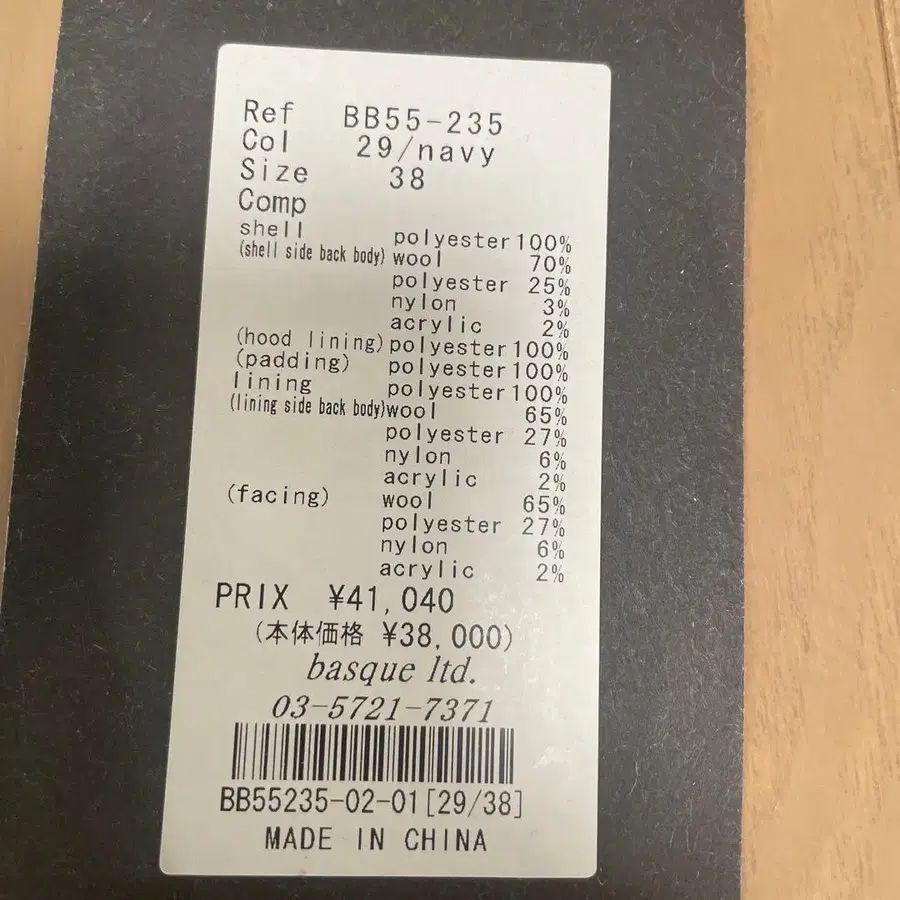 Ref BB55-235
Col 29/navy
Size 38
Comp
shell polyester 100%
(shell side back body) wool 70%
polyester 25%
nylon 3%
acrylic 2%
(hood lining) polyester 100%
(padding) polyester 100%
lining polyester 100%
(lining side back body) wool 65%
polyester 27%
nylon 6%
acrylic 2%
(facing) wool 65%
polyester 27%
nylon 6%
acrylic 2%
PRIX ¥41,040
(本体価格 ¥38,000)
basque ltd.
03-5721-7371
BB55235-02-01[29/38]
MADE IN CHINA